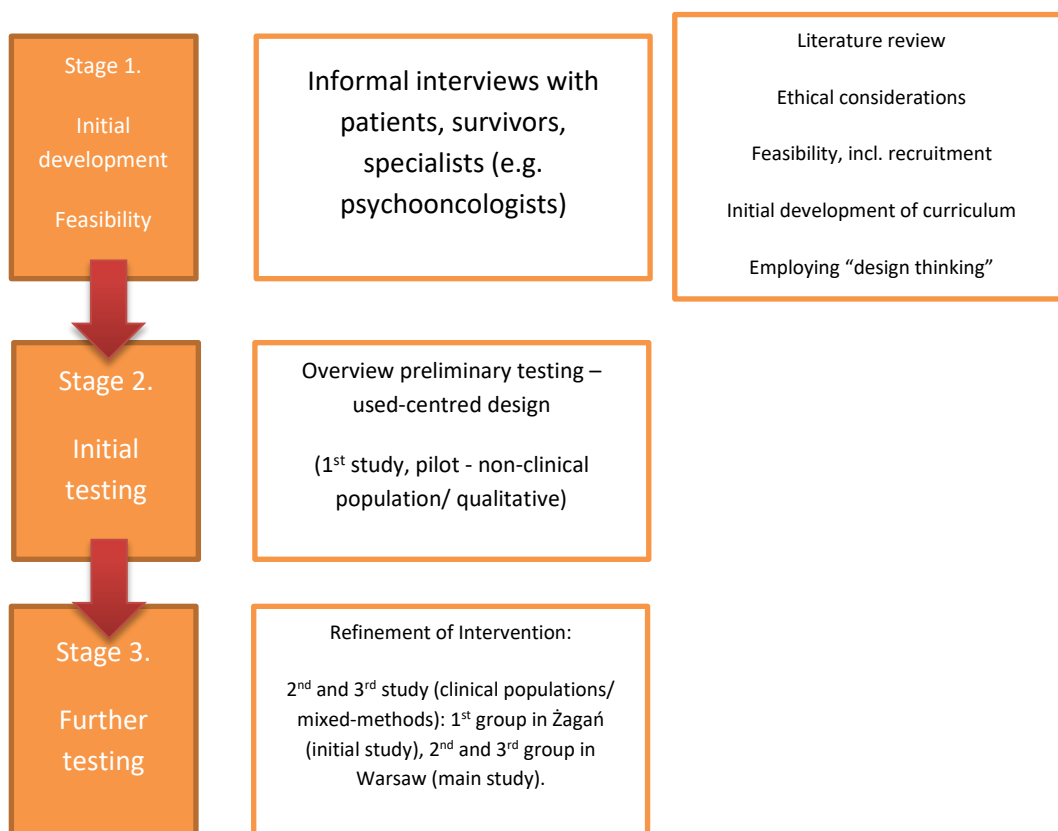 Stage 1.
Initial
development
Feasibility
Informal interviews with
patients, survivors,
specialists (e.g.
psychooncologists)
Literature review
Ethical considerations
Feasibility, incl. recruitment
Initial development of curriculum
Employing “design thinking”
Stage 2.
Initial
testing
Overview preliminary testing –
used-centred design
(1st study, pilot - non-clinical
population/ qualitative)
Stage 3.
Further
testing
Refinement of Intervention:
2nd and 3rd study (clinical populations/
mixed-methods): 1st group in Żagań
(initial study), 2nd and 3rd group in
Warsaw (main study).